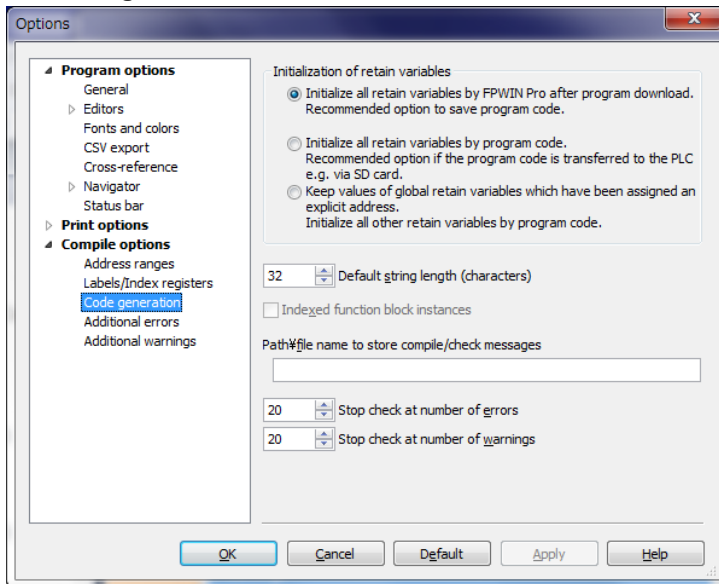 Options
Program options
General
Editors
Fonts and colors
CSV export
Cross-reference
Navigator
Status bar
Print options
Compile options
Address ranges
Labels/Index registers
Code generation
Additional errors
Additional warnings
Initialization of retain variables
Initialize all retain variables by FPWIN Pro after program download.
Recommended option to save program code.
Initialize all retain variables by program code.
Recommended option if the program code is transferred to the PLC
e.g. via SD card.
Keep values of global retain variables which have been assigned an
explicit address.
Initialize all other retain variables by program code.
32 Default string length (characters)
Indexed function block instances
Path¥file name to store compile/check messages
20 Stop check at number of errors
20 Stop check at number of warnings
OK Cancel Default Apply Help